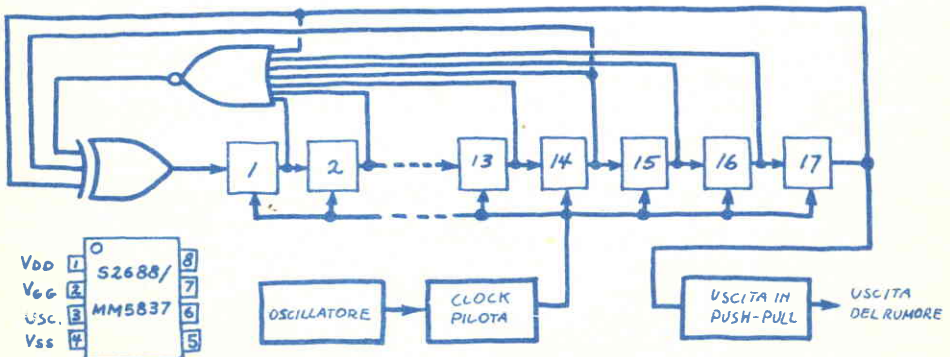 1
2
13
14
15
16
17
VDD 1
VGG 2
USC. 3
VSS 4
S2688/
MM5837
8
7
6
5
OSCILLATORE
CLOCK
PILOTA
USCITA IN
PUSH-PULL
USCITA
DEL RUMORE